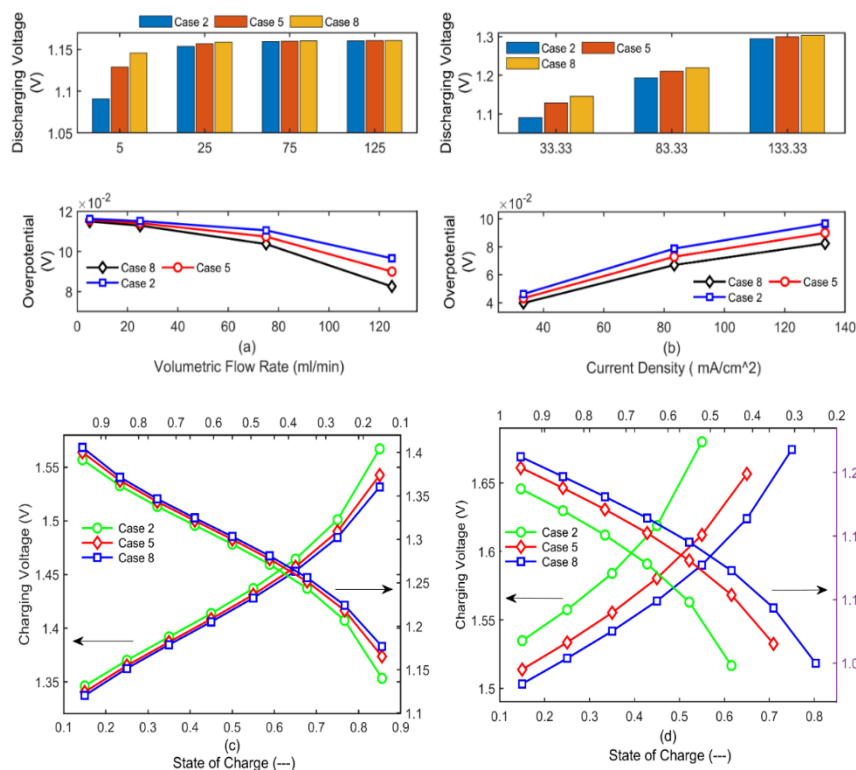 Case 2 Case 5 Case 8
Discharging Voltage
(V)
1.15
1.1
1.05
5 25 75 125
12 ×10-2
Overpotential
(V)
10
8
Case 8 Case 5
Case 2
0 20 40 60 80 100 120 140
(a)
Volumetric Flow Rate (ml/min)
Discharging Voltage
(V)
1.3
1.2
1.1
Case 2 Case 5
Case 8
33.33 83.33 133.33
10 ×10-2
Overpotential
(V)
8
6
4
Case 8 Case 5
Case 2
40 60 80 100 120 140
(b)
Current Density ( mA/cm^2)
0.9 0.8 0.7 0.6 0.5 0.4 0.3 0.2 0.1
Charging Voltage (V)
1.55
1.5
1.45
1.4
1.35
Case 2
Case 5
Case 8
1.4
1.35
1.3
1.25
1.2
1.15
1.1
0.1 0.2 0.3 0.4 0.5 0.6 0.7 0.8 0.9
(c)
State of Charge (---)
1 0.9 0.8 0.7 0.6 0.5 0.4 0.3 0.2
Charging Voltage (V)
1.65
1.6
1.55
1.5
Case 2
Case 5
Case 8
1.2
1.1
1.1
1.0
0.1 0.2 0.3 0.4 0.5 0.6 0.7 0.8
(d)
State of Charge (---)